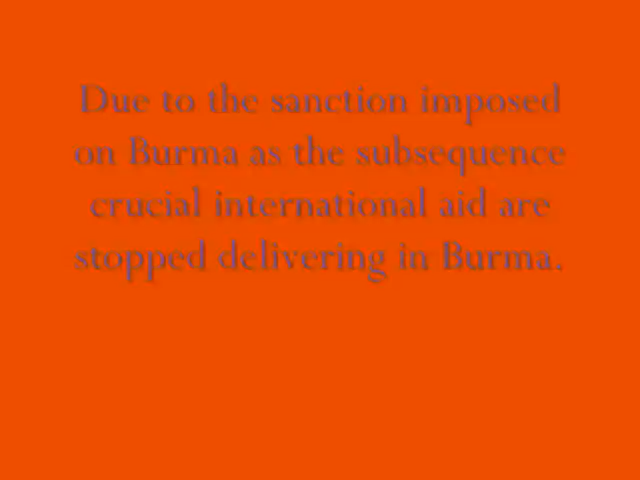 Due to the sanction imposed
on Burma as the subsequence
crucial international aid are
stopped delivering in Burma.